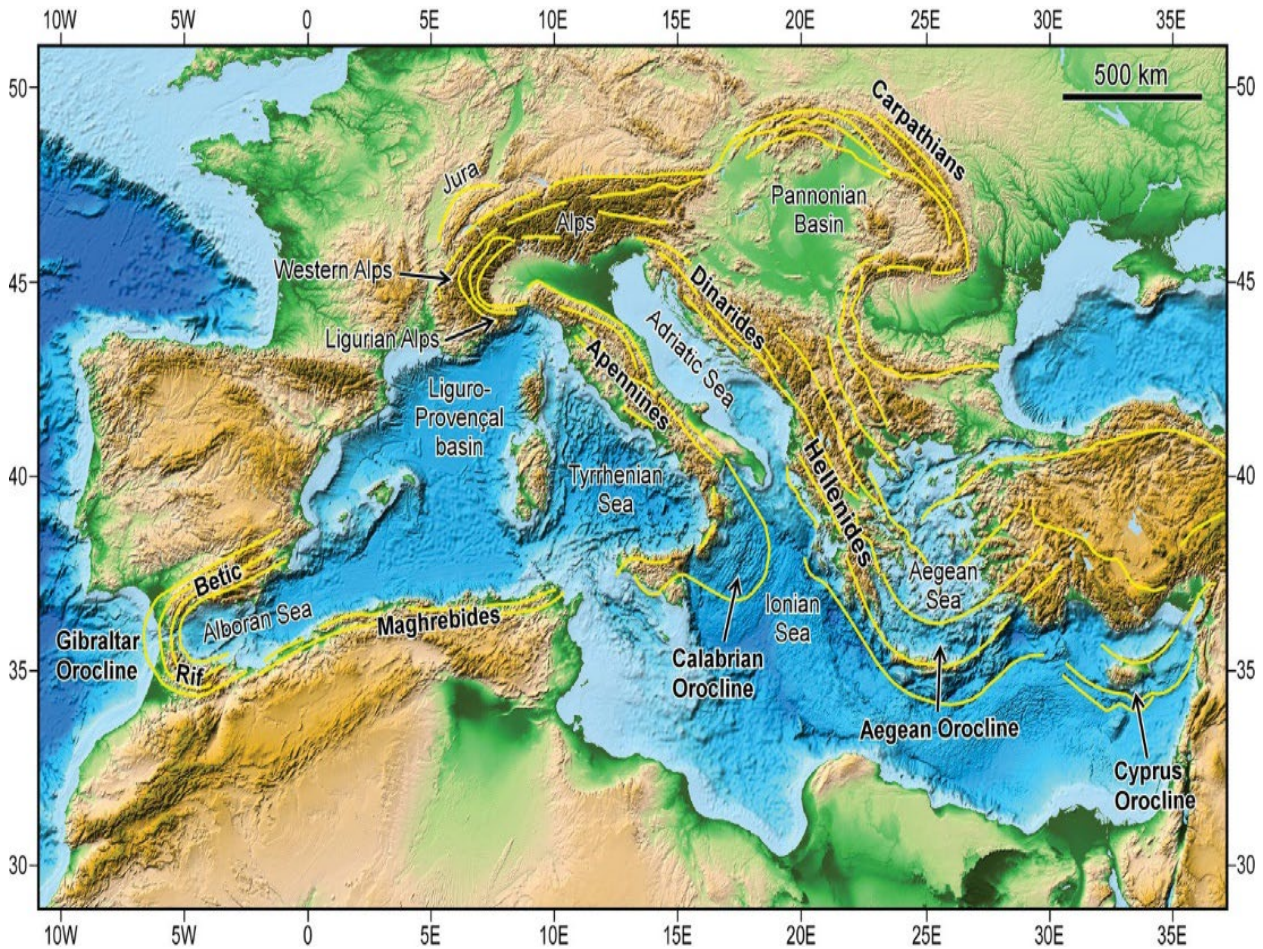 10W 5W 0 5E 10E 15E 20E 25E 30E 35E
500 km
50 50
Carpathians
Jura
Pannonian
Basin
Alps
Western Alps
45 45
Dinarides
Ligurian Alps
Adriatic Sea
Apennines
Liguro-
Provençal
basin
40 40
Tyrrhenian
Sea
Hellenides
Betic
Aegean
Sea
Alboran Sea
Ionian
Sea
Maghrebides
Gibraltar
Orocline
Rif
35 35
Calabrian
Orocline
Aegean Orocline
Cyprus
Orocline
30 30
10W 5W 0 5E 10E 15E 20E 25E 30E 35E